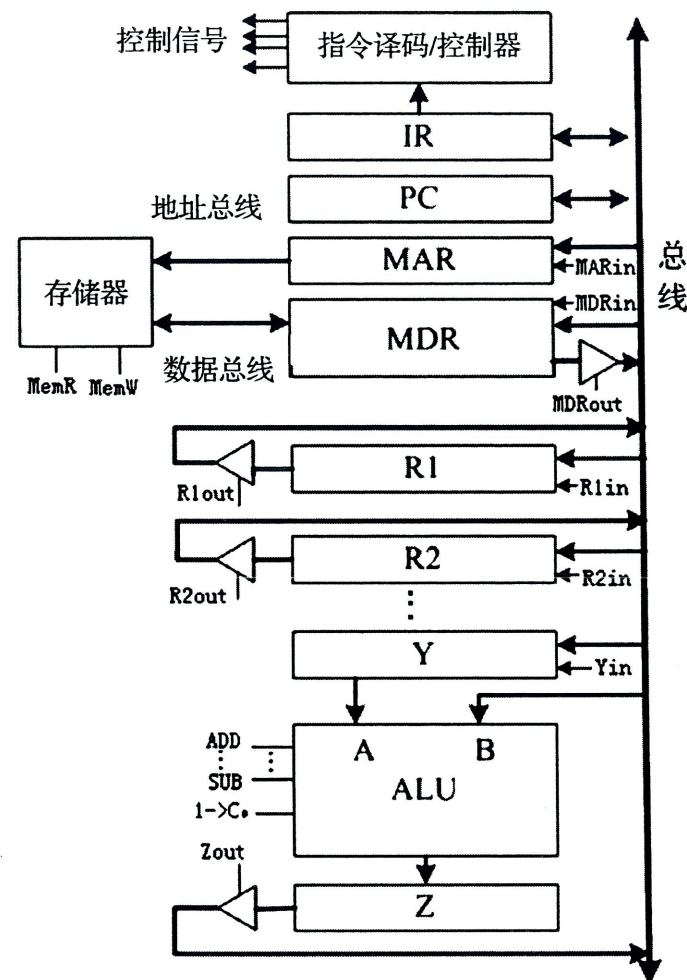 控制信号
指令译码/控制器
IR
PC
地址总线
MAR
MARin
总线
存储器
MDRin
MDR
MemR MemW
数据总线
MDRout
R1
R1out
R1in
R2
R2out
R2in
Y
Yin
ADD
A B
SUB
ALU
1->C₀
Zout
Z